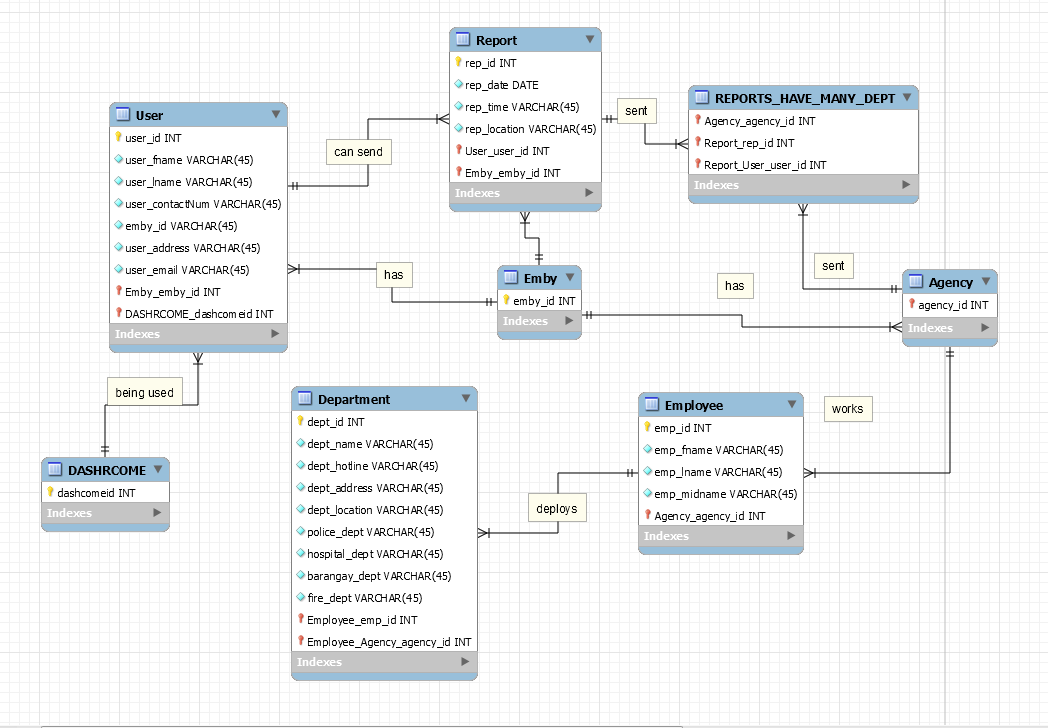 Report
rep_id INT
rep_date DATE
rep_time VARCHAR(45)
rep_location VARCHAR(45)
User_user_id INT
Emby_emby_id INT
Indexes
sent
REPORTS_HAVE_MANY_DEPT
Agency_agency_id INT
Report_rep_id INT
Report_User_user_id INT
Indexes
User
user_id INT
user_fname VARCHAR(45)
user_lname VARCHAR(45)
user_contactNum VARCHAR(45)
emby_id VARCHAR(45)
user_address VARCHAR(45)
user_email VARCHAR(45)
Emby_emby_id INT
DASHRCOME_dashcomeid INT
Indexes
can send
has
Emby
emby_id INT
Indexes
has
sent
Agency
agency_id INT
Indexes
being used
DASHRCOME
dashcomeid INT
Indexes
Department
dept_id INT
dept_name VARCHAR(45)
dept_hotline VARCHAR(45)
dept_address VARCHAR(45)
dept_location VARCHAR(45)
police_dept VARCHAR(45)
hospital_dept VARCHAR(45)
barangay_dept VARCHAR(45)
fire_dept VARCHAR(45)
Employee_emp_id INT
Employee_Agency_agency_id INT
Indexes
deploys
Employee
emp_id INT
emp_fname VARCHAR(45)
emp_lname VARCHAR(45)
emp_midname VARCHAR(45)
Agency_agency_id INT
Indexes
works